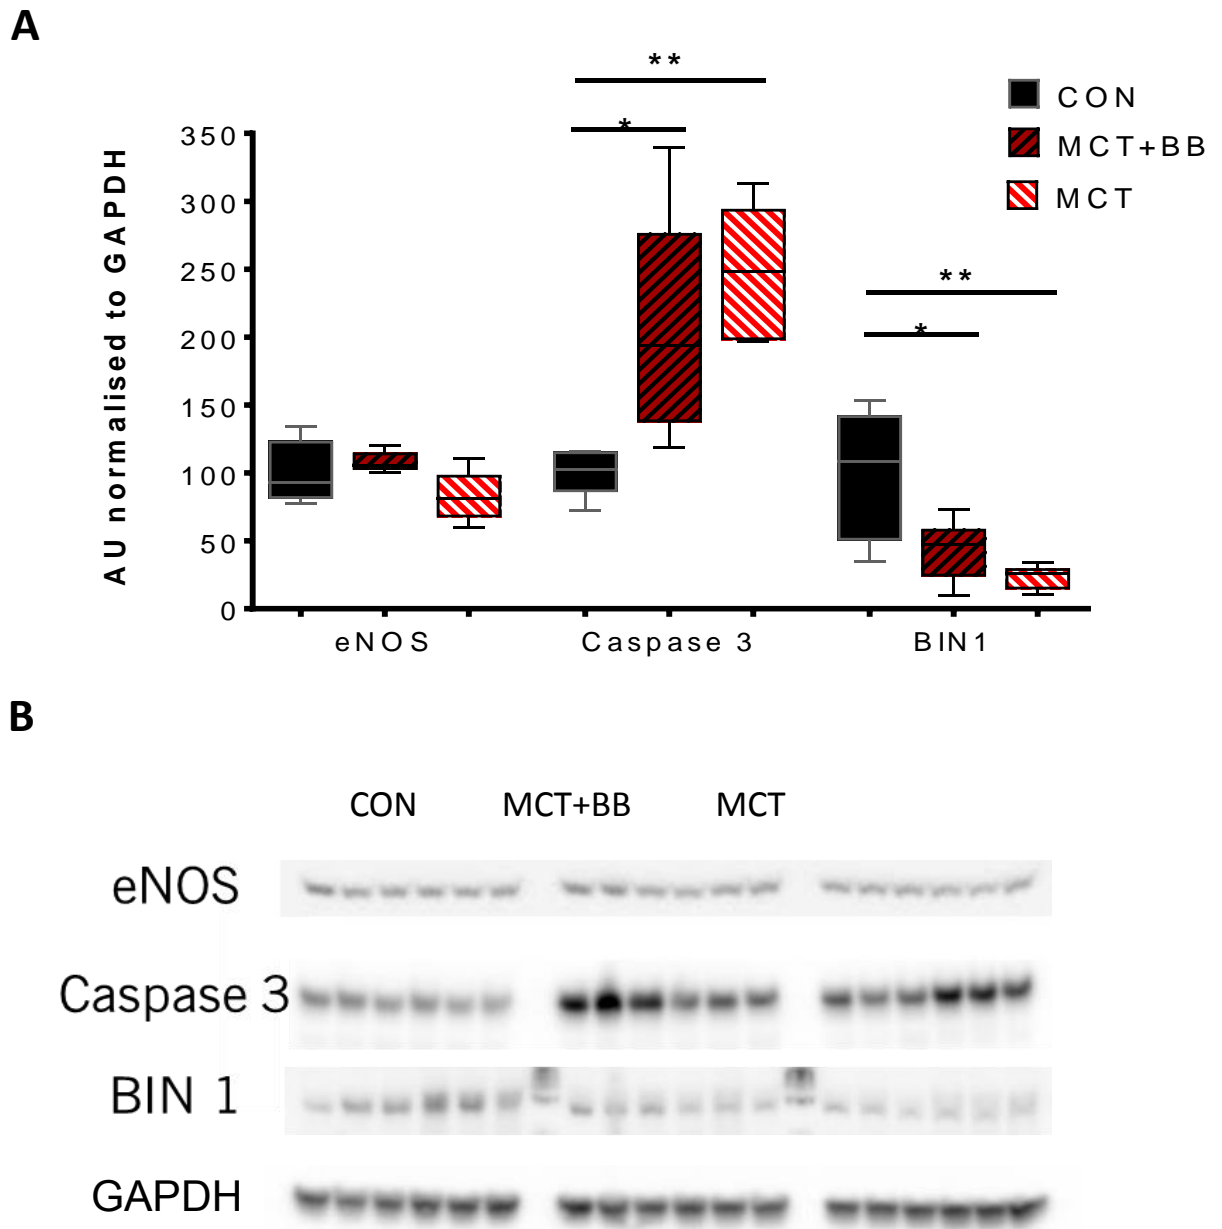 A
**
*
CON
MCT+BB
MCT
AU normalised to GAPDH
350
300
250
200
150
100
50
0
**
*
eNOS
Caspase 3
BIN1
B
CON
MCT+BB
MCT
eNOS
Caspase 3
BIN 1
GAPDH